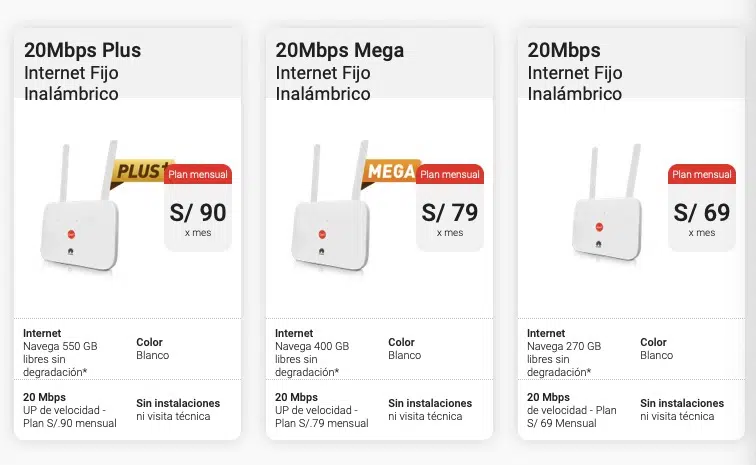 20Mbps Plus
Internet Fijo
Inalámbrico
PLUS+
Plan mensual
S/ 90
x mes
Internet
Navega 550 GB
libres sin
degradación*
Color
Blanco
20 Mbps
UP de velocidad -
Plan S/.90 mensual
Sin instalaciones
ni visita técnica
20Mbps Mega
Internet Fijo
Inalámbrico
MEGA
Plan mensual
S/ 79
x mes
Internet
Navega 400 GB
libres sin
degradación*
Color
Blanco
20 Mbps
UP de velocidad -
Plan S/.79 mensual
Sin instalaciones
ni visita técnica
20Mbps
Internet Fijo
Inalámbrico
Plan mensual
S/ 69
x mes
Internet
Navega 270 GB
libres sin
degradación*
Color
Blanco
20 Mbps
de velocidad - Plan
S/ 69 Mensual
Sin instalaciones
ni visita técnica